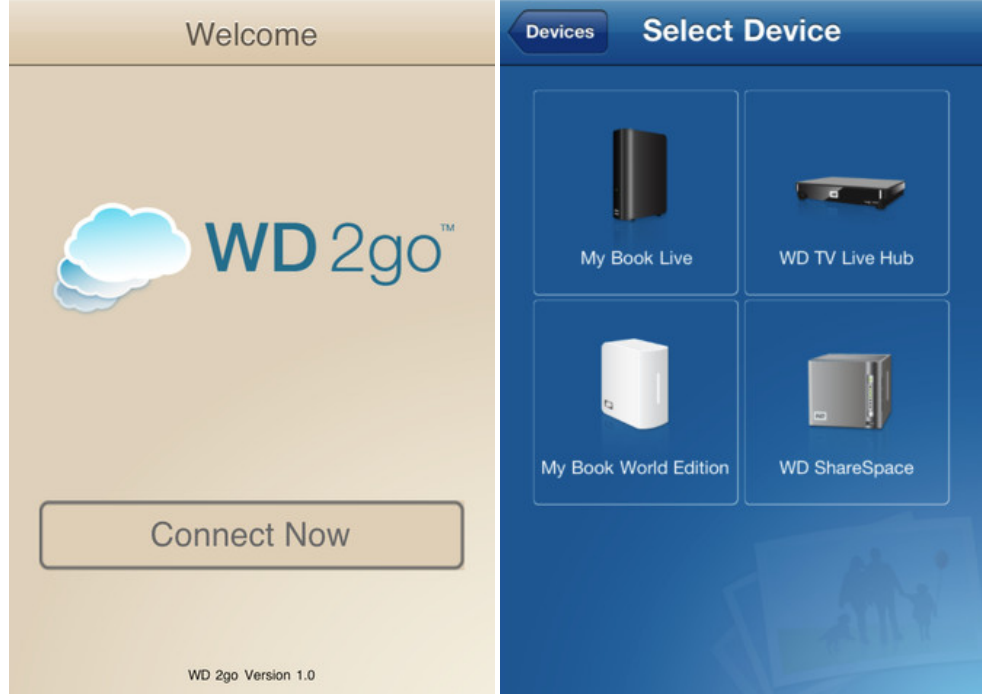 Welcome
WD 2go™
Connect Now
WD 2go Version 1.0
Devices
Select Device
My Book Live
WD TV Live Hub
My Book World Edition
WD ShareSpace